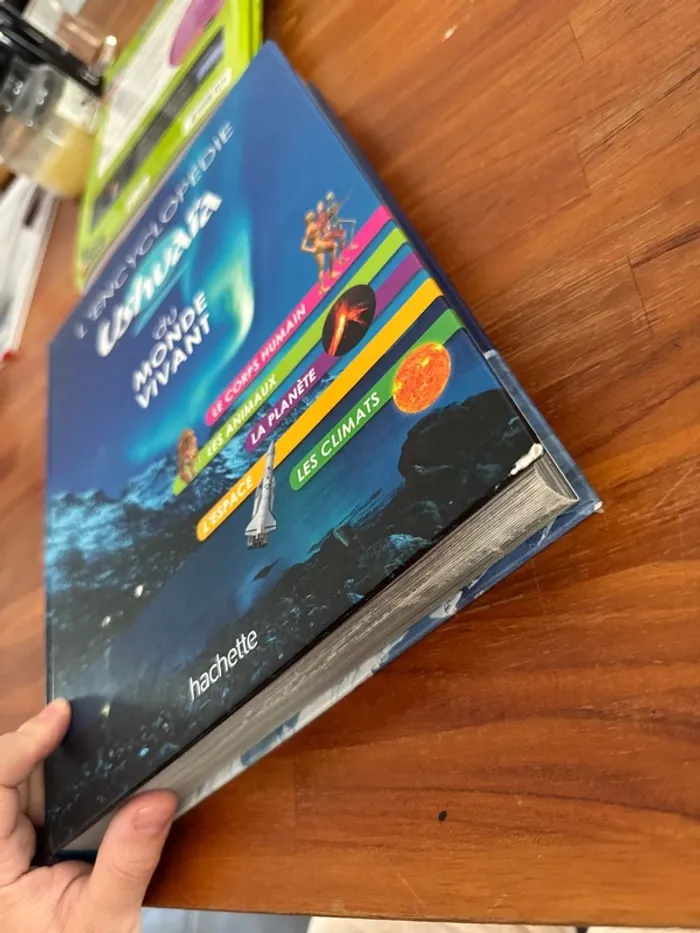 L'ENCYCLOPÉDIE
Ushuaïa
DU
MONDE
VIVANT
LE CORPS HUMAIN
LES ANIMAUX
LA PLANÈTE
L'ESPACE
LES CLIMATS
hachette